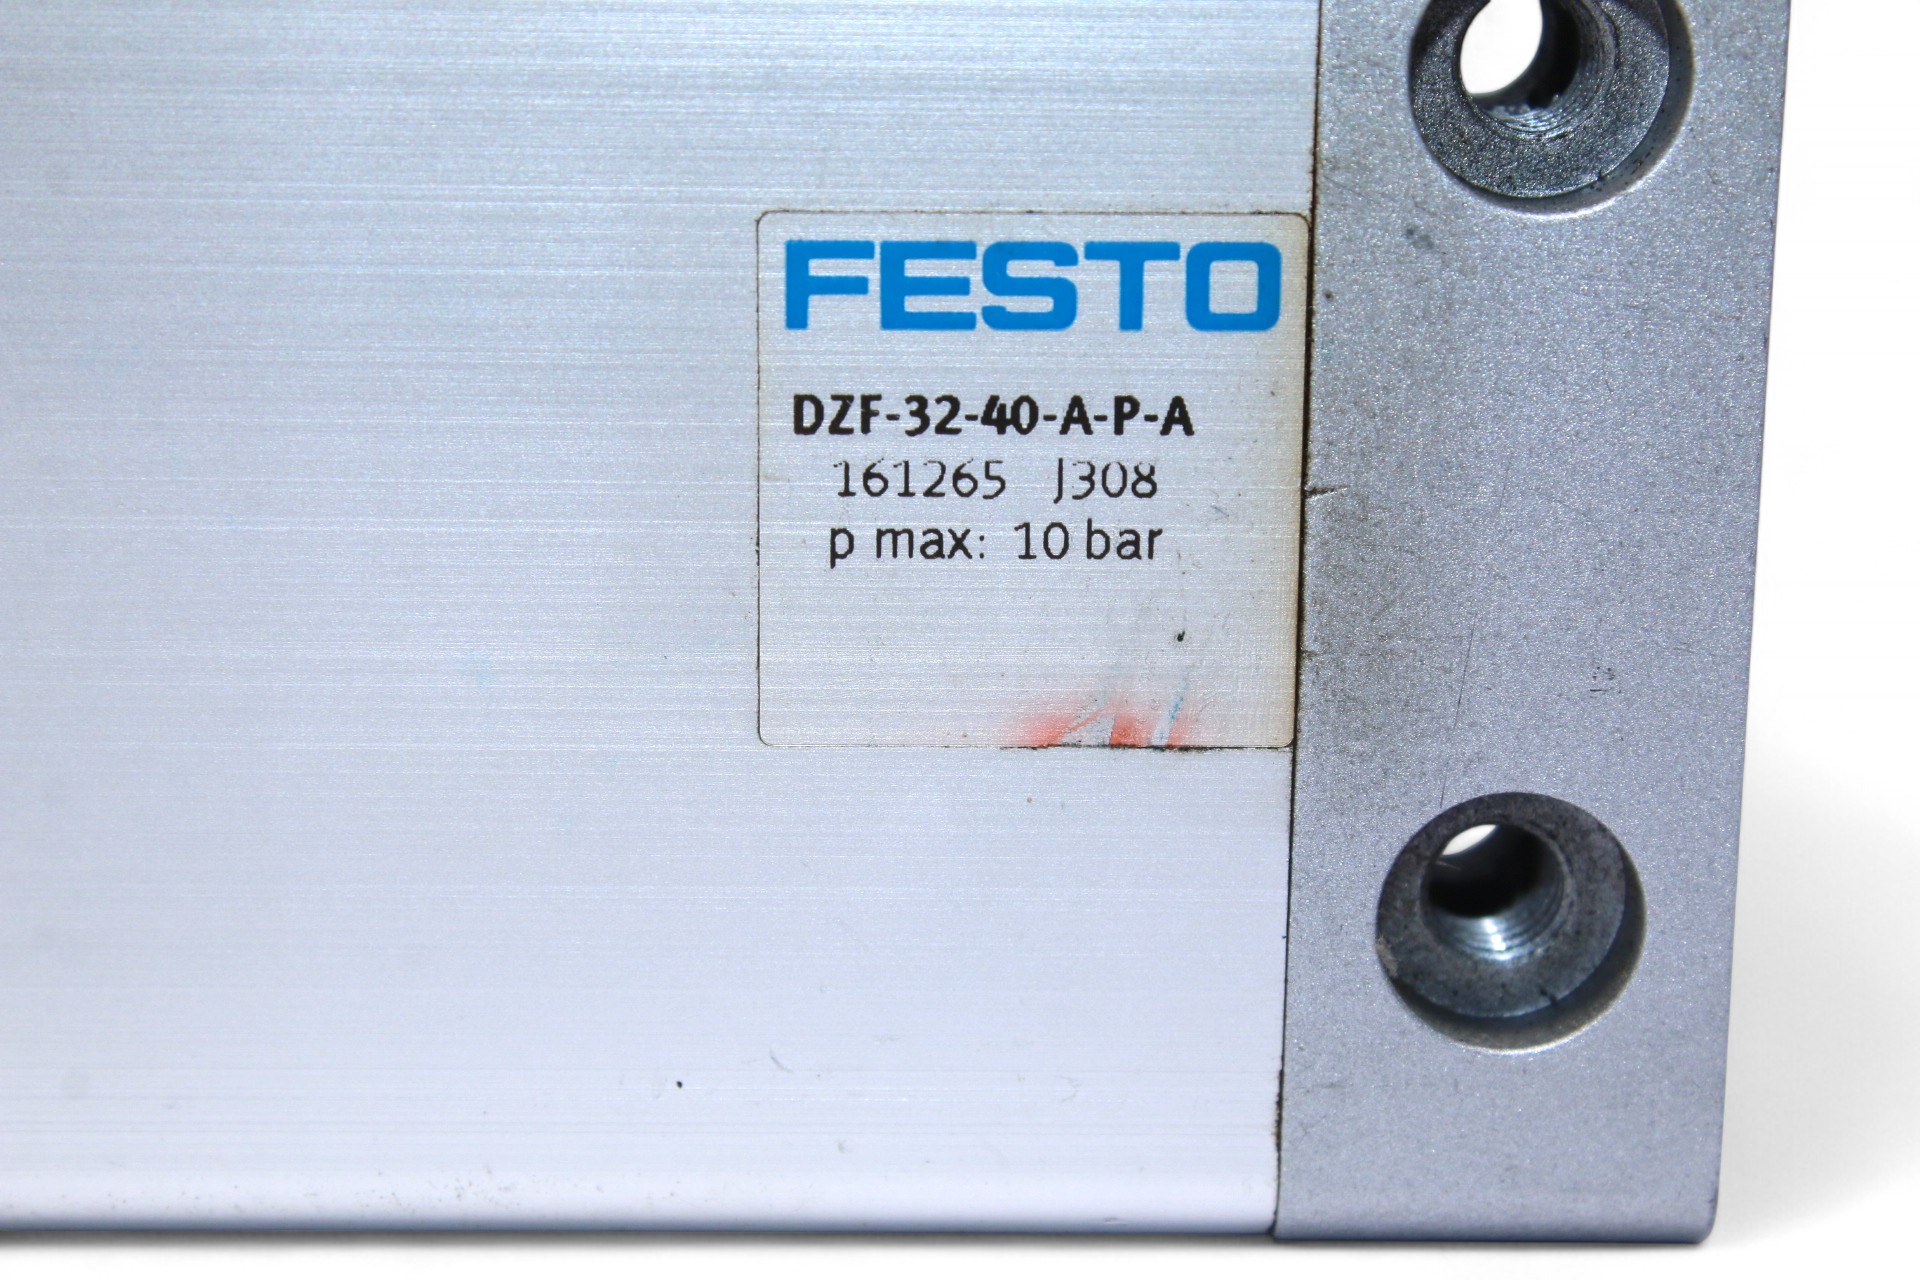 FESTO
DZF-32-40-A-P-A
161265 J308
p max: 10 bar